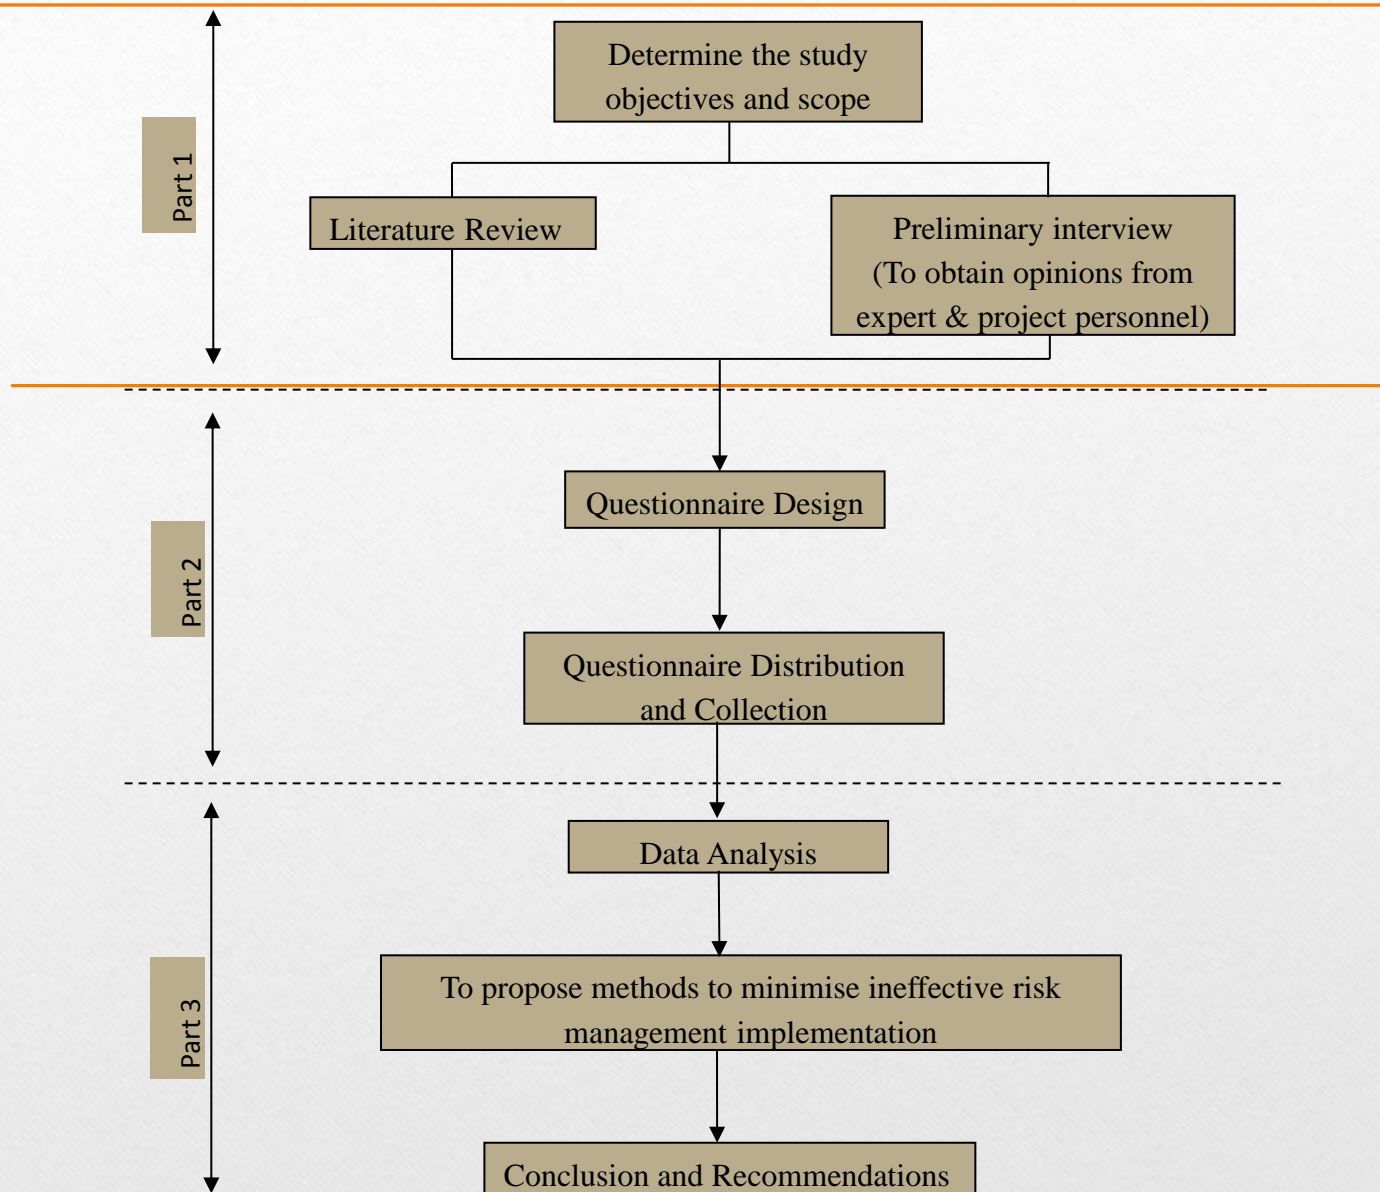 Part 1
Determine the study
objectives and scope
Literature Review
Preliminary interview
(To obtain opinions from
expert & project personnel)
Part 2
Questionnaire Design
Questionnaire Distribution
and Collection
Part 3
Data Analysis
To propose methods to minimise ineffective risk
management implementation
Conclusion and Recommendations